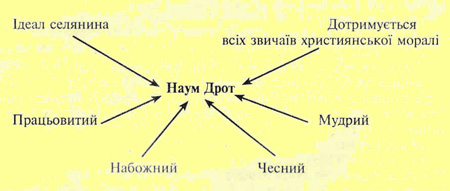 Ідеал селянина
Дотримується
всіх звичаїв християнської моралі
Наум Дрот
Працьовитий
Мудрий
Набожний
Чесний